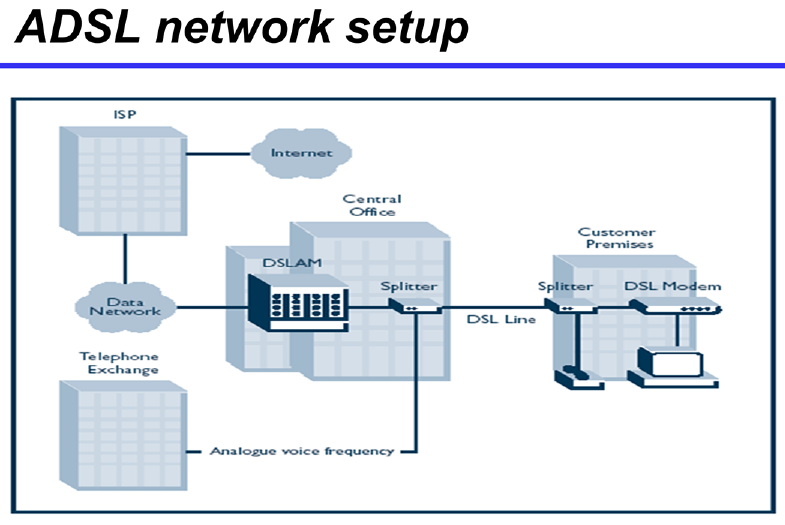 ADSL network setup
ISP
Internet
Central
Office
Customer
Premises
DSLAM
Splitter
Splitter
DSL Modem
Data
Network
DSL Line
Telephone
Exchange
Analogue voice frequency